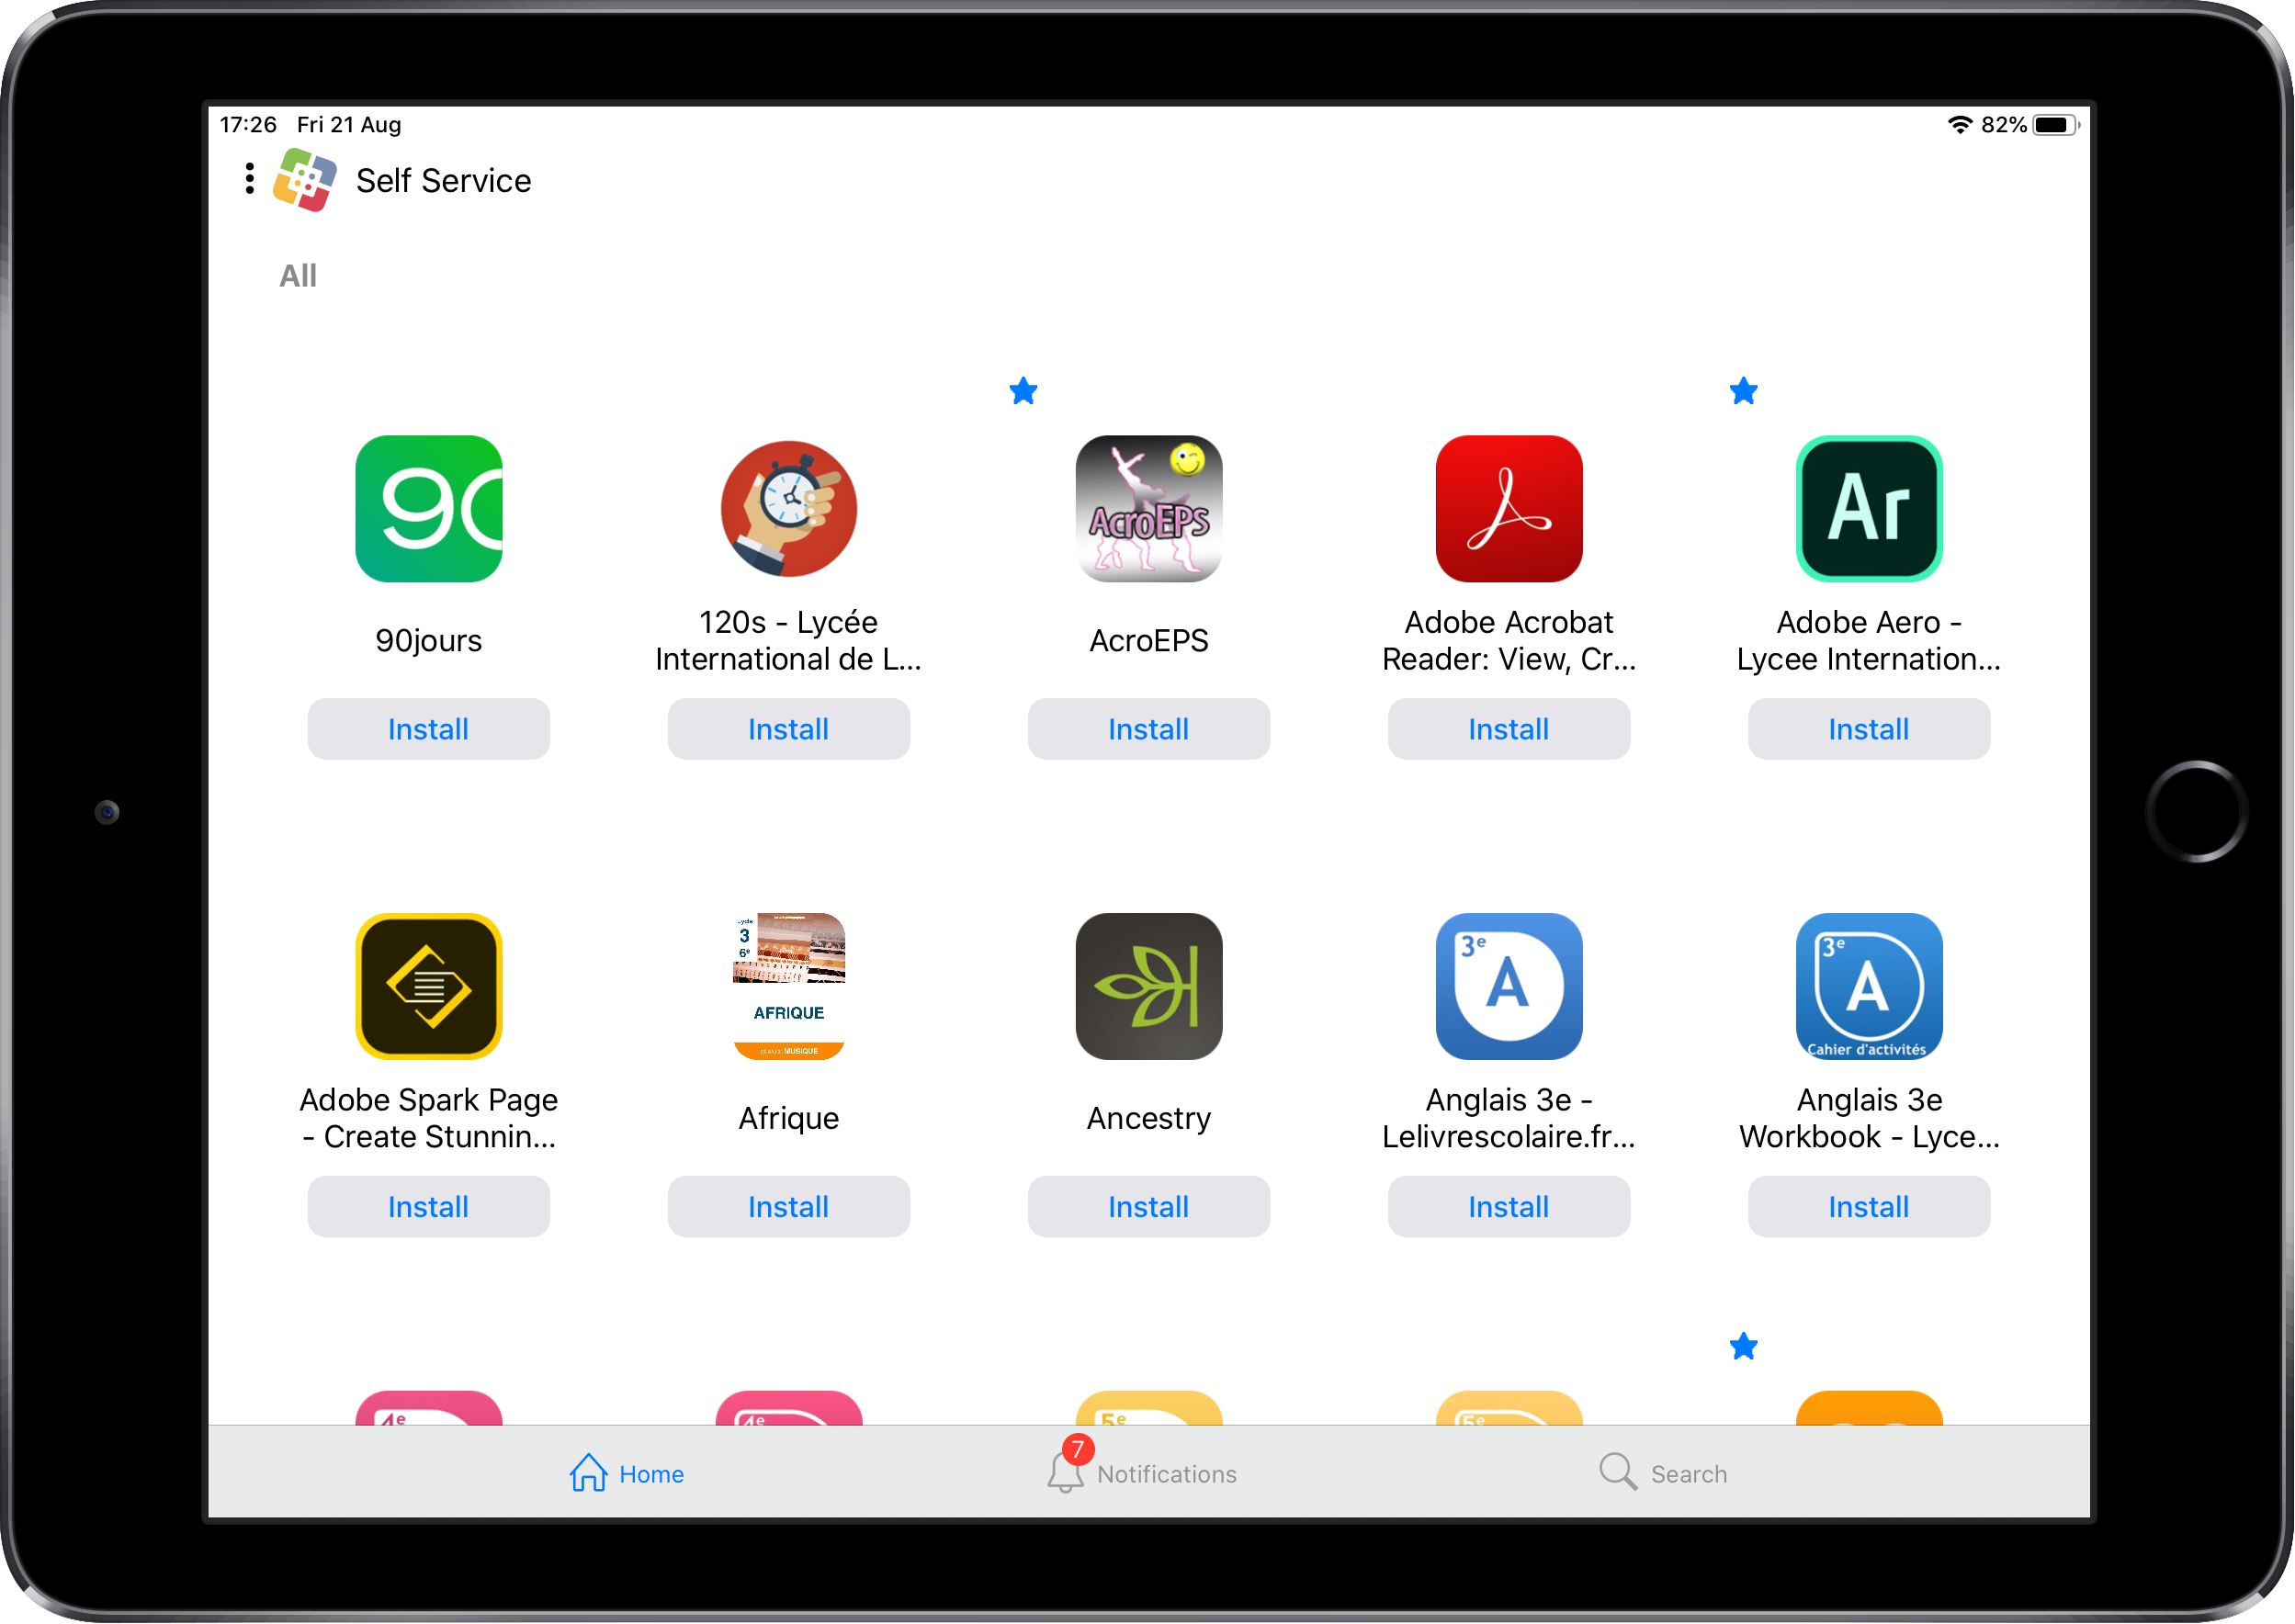 17:26 Fri 21 Aug
82%
Self Service
All
90
AcroEPS
Ar
90jours
120s - Lycée
International de L...
AcroEPS
Adobe Acrobat
Reader: View, Cr...
Adobe Aero -
Lycee Internation...
Install
Install
Install
Install
Install
3
6e
AFRIQUE
MUSIQUE
3e
A
3e
A
Cahier d'activités
Adobe Spark Page
- Create Stunnin...
Afrique
Ancestry
Anglais 3e -
Lelivrescolaire.fr...
Anglais 3e
Workbook - Lyce...
Install
Install
Install
Install
Install
4e
4e
5e
5e
Home
7
Notifications
Search